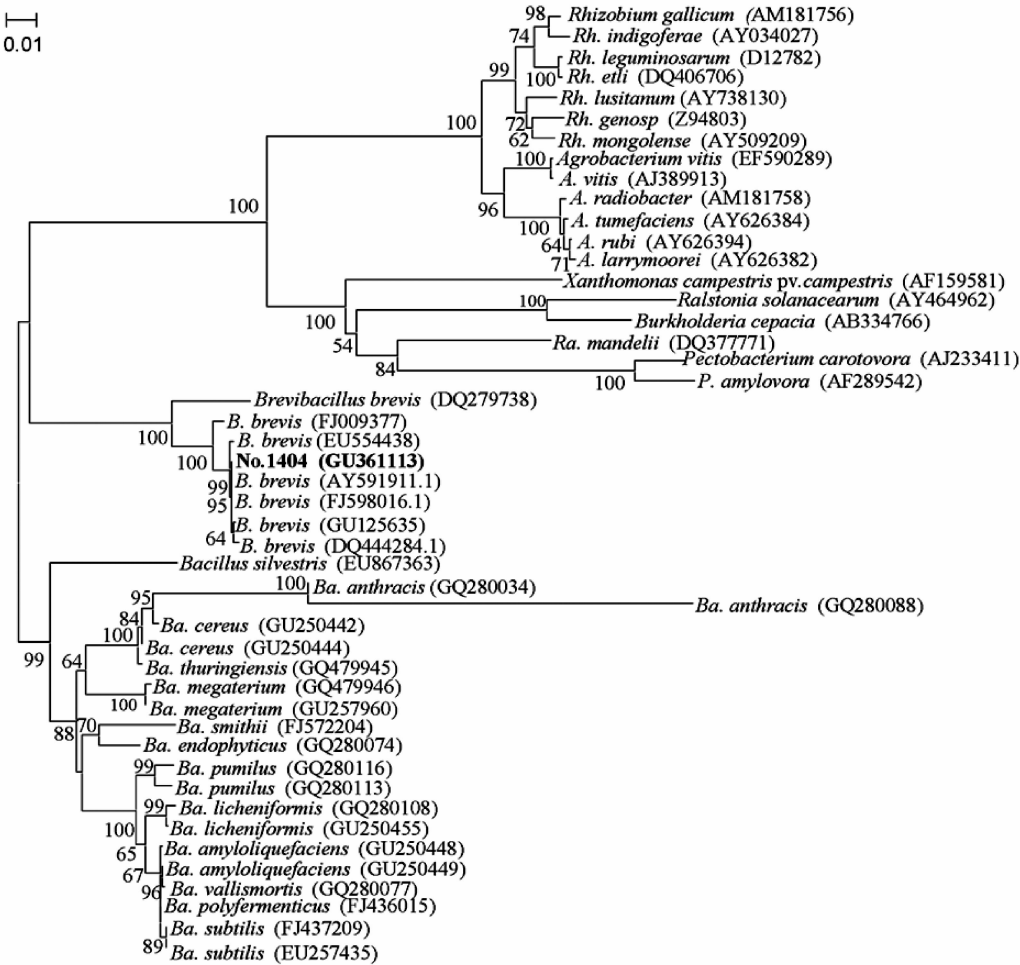 0.01
98
Rhizobium gallicum (AM181756)
Rh. indigoferae (AY034027)
74
Rh. leguminosarum (D12782)
99
100
Rh. etli (DQ406706)
Rh. lusitanum (AY738130)
100
72
Rh. genosp (Z94803)
62
Rh. mongolense (AY509209)
100
Agrobacterium vitis (EF590289)
A. vitis (AJ389913)
100
96
A. radiobacter (AM181758)
100
A. tumefaciens (AY626384)
64
A. rubi (AY626394)
71
A. larrymoorei (AY626382)
Xanthomonas campestris pv.campestris (AF159581)
100
100
Ralstonia solanacearum (AY464962)
Burkholderia cepacia (AB334766)
54
Ra. mandelii (DQ377771)
84
Pectobacterium carotovora (AJ233411)
100
P. amylovora (AF289542)
Brevibacillus brevis (DQ279738)
B. brevis (FJ009377)
100
B. brevis (EU554438)
100
No.1404 (GU361113)
99
B. brevis (AY591911.1)
95
B. brevis (FJ598016.1)
B. brevis (GU125635)
64
B. brevis (DQ444284.1)
Bacillus silvestris (EU867363)
100
Ba. anthracis (GQ280034)
95
Ba. anthracis (GQ280088)
84
Ba. cereus (GU250442)
100
Ba. cereus (GU250444)
99
64
Ba. thuringiensis (GQ479945)
Ba. megaterium (GQ479946)
100
Ba. megaterium (GU257960)
88
70
Ba. smithii (FJ572204)
Ba. endophyticus (GQ280074)
99
Ba. pumilus (GQ280116)
Ba. pumilus (GQ280113)
99
Ba. licheniformis (GQ280108)
100
Ba. licheniformis (GU250455)
65
Ba. amyloliquefaciens (GU250448)
67
Ba. amyloliquefaciens (GU250449)
96
Ba. vallismortis (GQ280077)
Ba. polyfermenticus (FJ436015)
Ba. subtilis (FJ437209)
89
Ba. subtilis (EU257435)